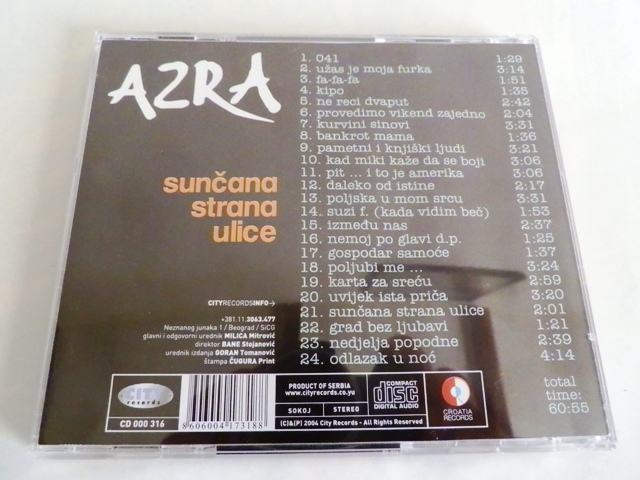 AZRA
sunčana
strana
ulice
1. 041 1:29
2. užas je moja furka 3:14
3. fa-fa-fa 1:51
4. kipo 1:35
5. ne reci dvaput 2:42
6. provedimo vikend zajedno 2:04
7. kurvini sinovi 3:31
8. bankrot mama 1:36
9. pametni i knjiški ljudi 3:21
10. kad miki kaže da se boji 3:06
11. pit ... i to je amerika 3:06
12. daleko od istine 2:17
13. poljska u mom srcu 3:31
14. suzi f. (kada vidim beč) 1:53
15. između nas 2:37
16. nemoj po glavi d.p. 1:25
17. gospodar samoće 1:37
18. poljubi me ... 3:24
19. karta za sreću 2:59
20. uvijek ista priča 3:20
21. sunčana strana ulice 2:01
22. grad bez ljubavi 1:21
23. nedjelja popodne 2:39
24. odlazak u noć 4:14
total
time:
60:55
CITYRECORDSINFO
+381.11.3063.477
Neznanog junaka 1 / Beograd / SiCG
glavni i odgovorni urednik MILICA Mitrović
direktor BANE Stojanović
urednik izdanja GORAN Tomanović
štampa ČUGURA Print
CITY
records
CD 000 316
8606004173188
PRODUCT OF SERBIA
www.cityrecords.co.yu
SOKOJ STEREO
COMPACT
disc
DIGITAL AUDIO
CROATIA
RECORDS
(C)&(P) 2004 City Records - All Rights Reserved